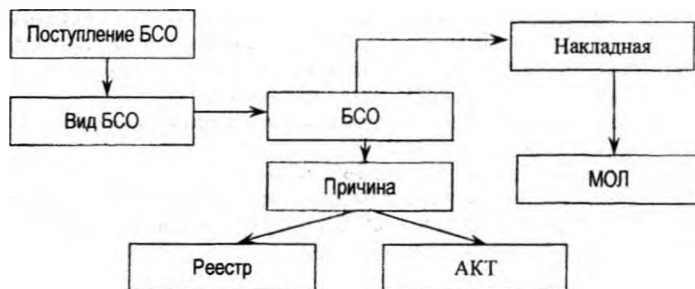 Поступление БСО
Накладная
Вид БСО
БСО
Причина
МОЛ
Реестр
АКТ